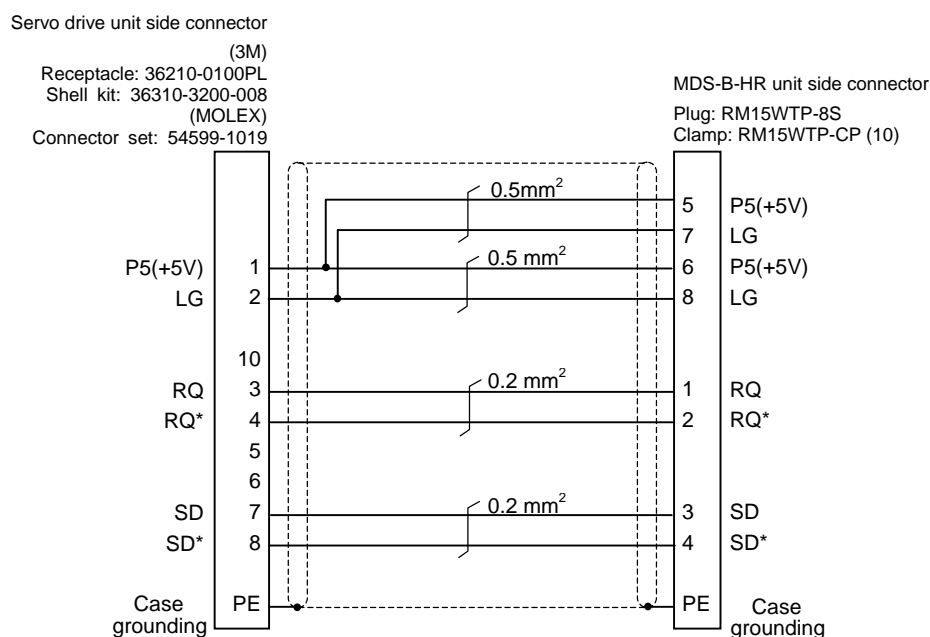 Servo drive unit side connector
(3M)
Receptacle: 36210-0100PL
Shell kit: 36310-3200-008
(MOLEX)
Connector set: 54599-1019
MDS-B-HR unit side connector
Plug: RM15WTP-8S
Clamp: RM15WTP-CP (10)
0.5mm²
5 P5(+5V)
7 LG
P5(+5V) 1 0.5 mm² 6 P5(+5V)
LG 2 8 LG
10
RQ 3 0.2 mm² 1 RQ
RQ* 4 2 RQ*
5
6
SD 7 0.2 mm² 3 SD
SD* 8 4 SD*
Case grounding PE PE Case grounding